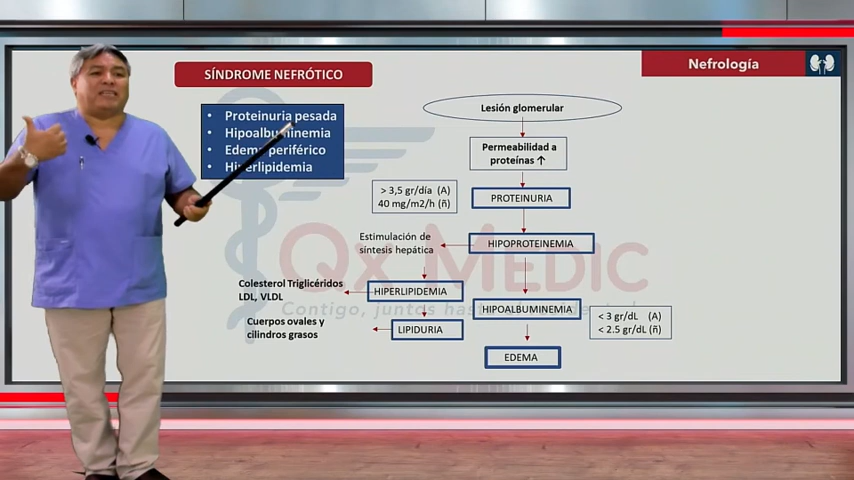 SÍNDROME NEFRÓTICO
Nefrología
• Proteinuria pesada
• Hipoalbuminemia
• Edema periférico
• Hiperlipidemia
Lesión glomerular
Permeabilidad a
proteínas ↑
> 3,5 gr/día (A)
40 mg/m2/h (ñ)
PROTEINURIA
Estimulación de
síntesis hepática
HIPOPROTEINEMIA
Colesterol Triglicéridos
LDL, VLDL
HIPERLIPIDEMIA
HIPOALBUMINEMIA
< 3 gr/dL (A)
< 2.5 gr/dL (ñ)
Cuerpos ovales y
cilindros grasos
LIPIDURIA
EDEMA
QX MEDIC
Contigo, juntos